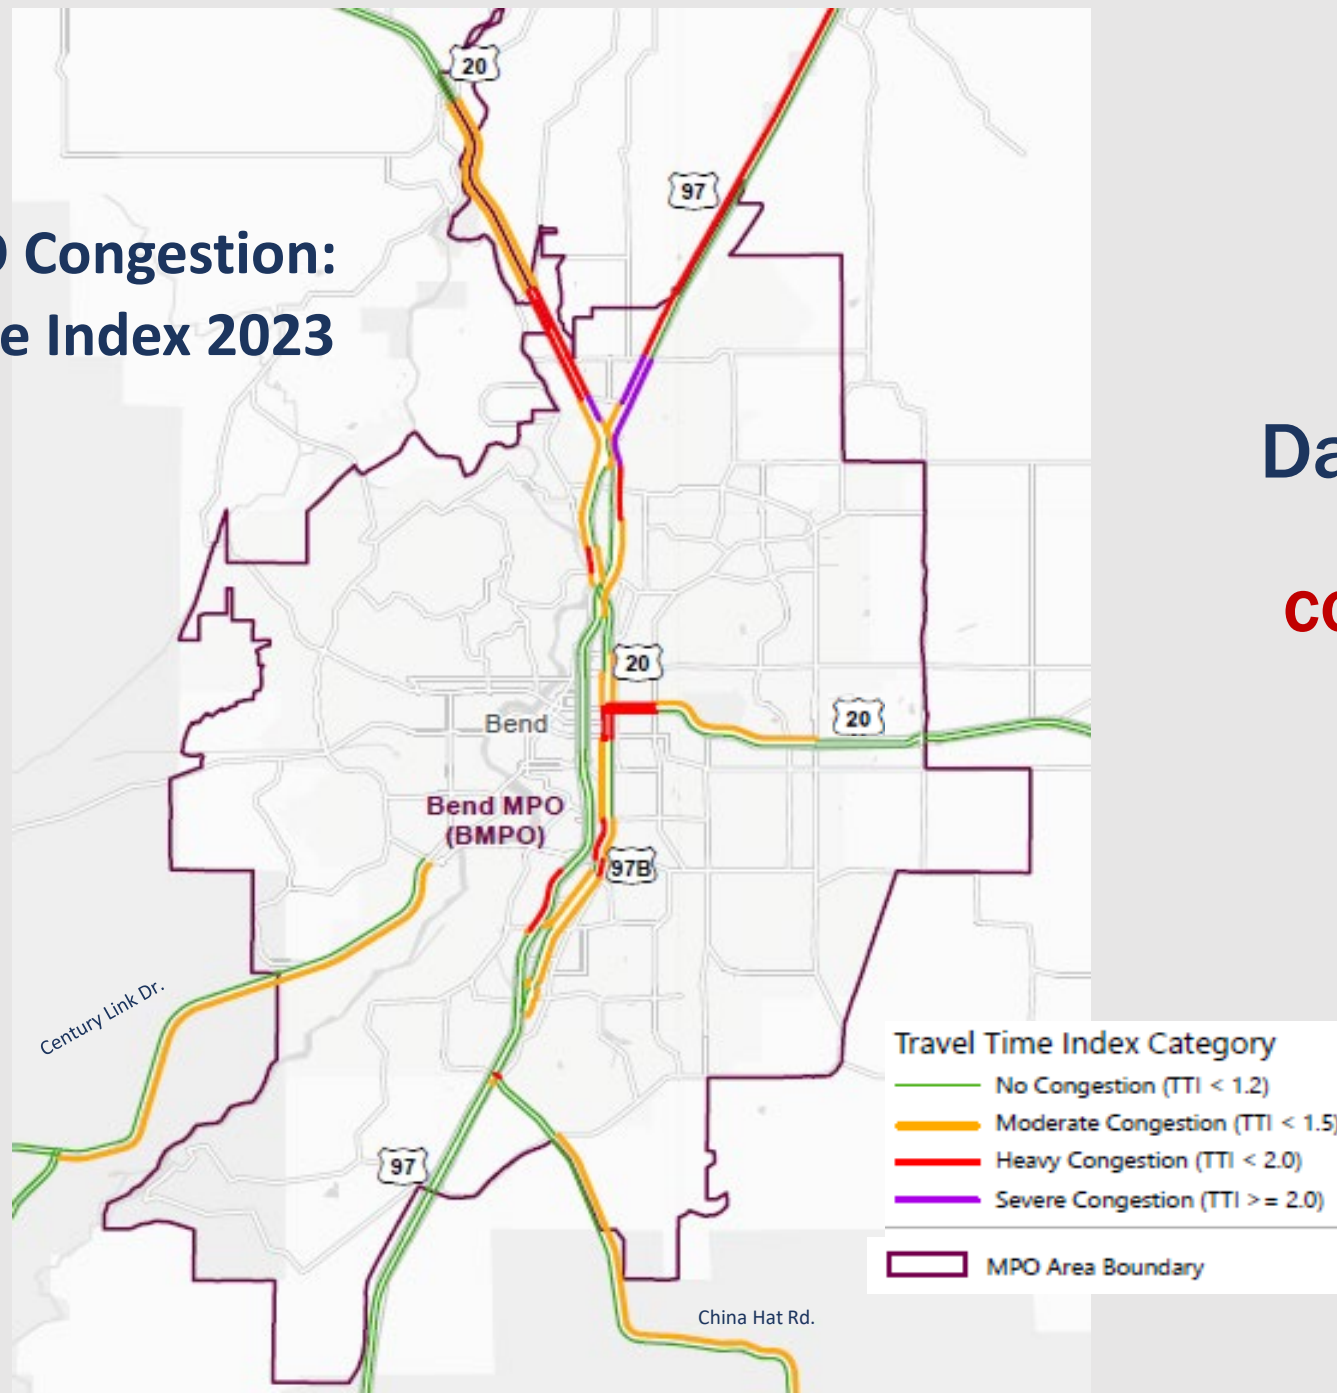 20
97
Congestion:
e Index 2023
Da
co
20
20
Bend
Bend MPO
(BMPO)
97B
Century Link Dr.
Travel Time Index Category
No Congestion (TTI < 1.2)
Moderate Congestion (TTI < 1.5)
Heavy Congestion (TTI < 2.0)
Severe Congestion (TTI >= 2.0)
97
MPO Area Boundary
China Hat Rd.